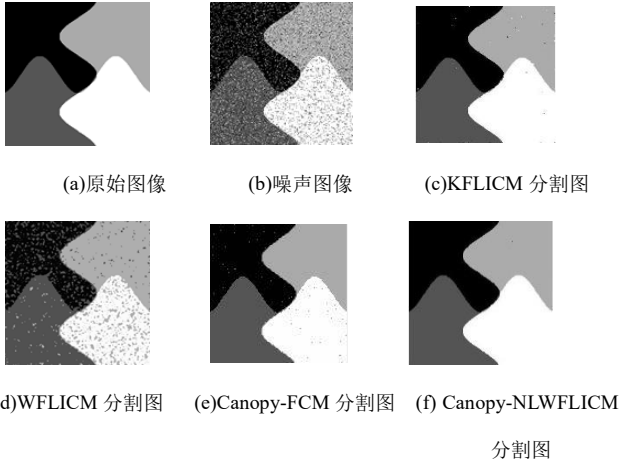 (a)原始图像
(b)噪声图像
(c)KFLICM 分割图
d)WFLICM 分割图
(e)Canopy-FCM 分割图
(f) Canopy-NLWFLICM
分割图